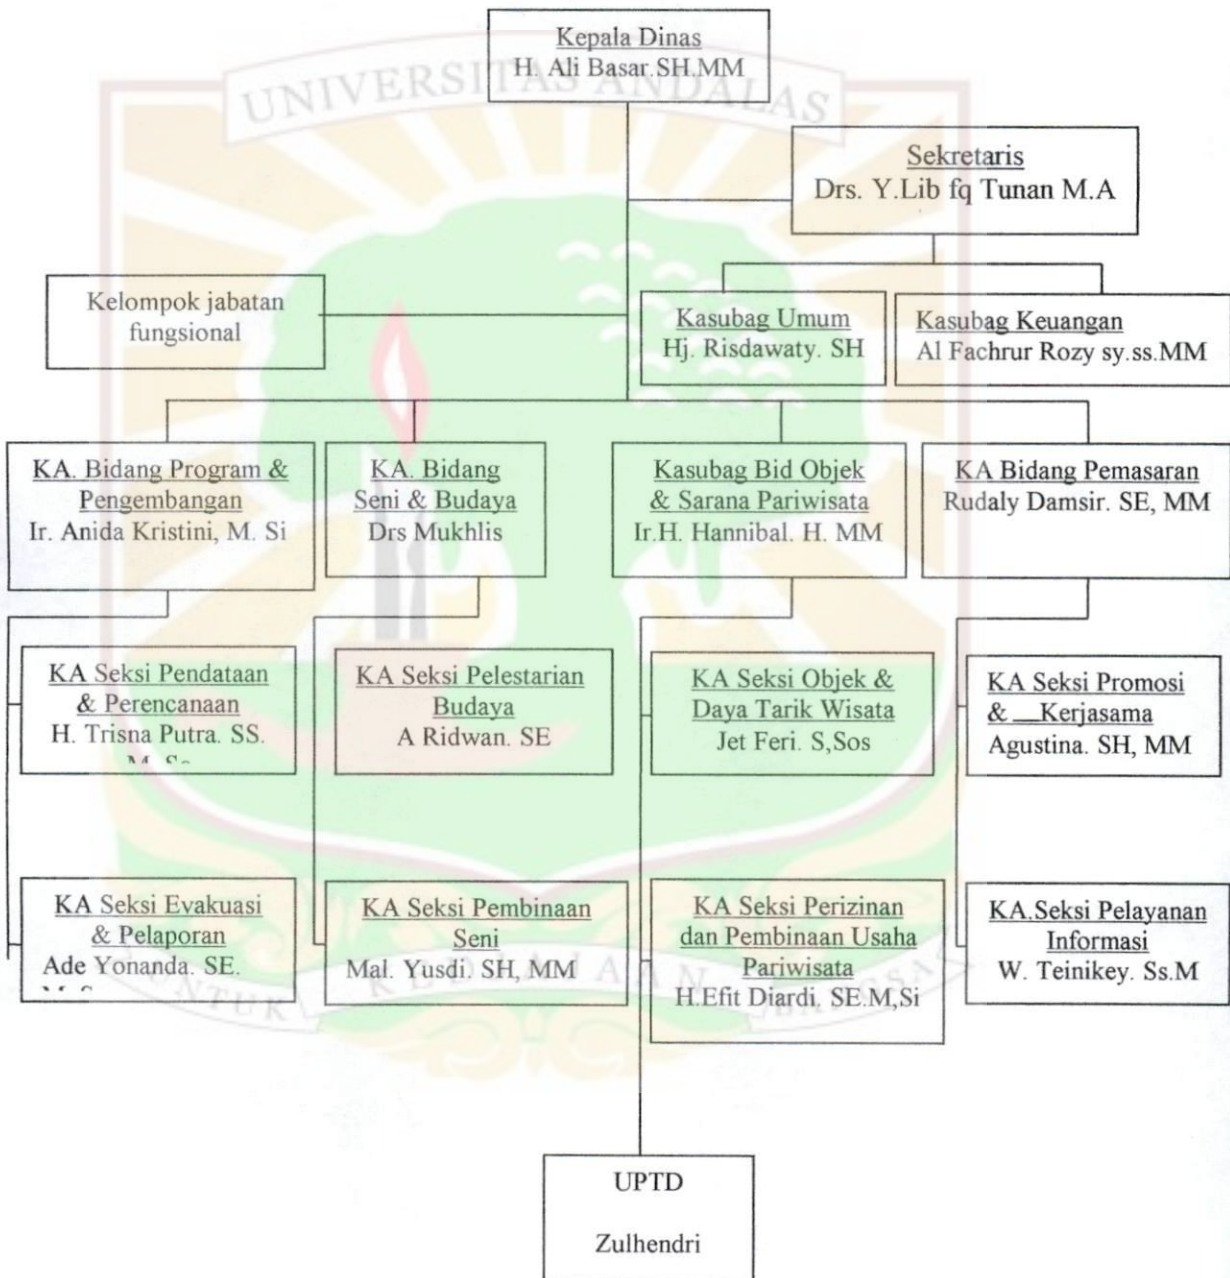 Kepala Dinas
H. Ali Basar.SH.MM
UNIVERSITAS ANDALAS
Sekretaris
Drs. Y.Lib fq Tunan M.A
Kelompok jabatan
fungsional
Kasubag Umum
Hj. Risdawaty. SH
Kasubag Keuangan
Al Fachrur Rozy sy.ss.MM
KA. Bidang Program &
Pengembangan
Ir. Anida Kristini, M. Si
KA. Bidang
Seni & Budaya
Drs Mukhlis
Kasubag Bid Objek
& Sarana Pariwisata
Ir.H. Hannibal. H. MM
KA Bidang Pemasaran
Rudaly Damsir. SE, MM
KA Seksi Pendataan
& Perencanaan
H. Trisna Putra. SS.
KA Seksi Pelestarian
Budaya
A Ridwan. SE
KA Seksi Objek &
Daya Tarik Wisata
Jet Feri. S,Sos
KA Seksi Promosi
& __Kerjasama
Agustina. SH, MM
KA Seksi Evakuasi
& Pelaporan
Ade Yonanda. SE.
KA Seksi Pembinaan
Seni
Mal. Yusdi. SH, MM
KA Seksi Perizinan
dan Pembinaan Usaha
Pariwisata
H.Efit Diardi. SE.M,Si
KA.Seksi Pelayanan
Informasi
W. Teinikey. Ss.M
UNTUK KEDJAJAAN BANGSA
UPTD
Zulhendri